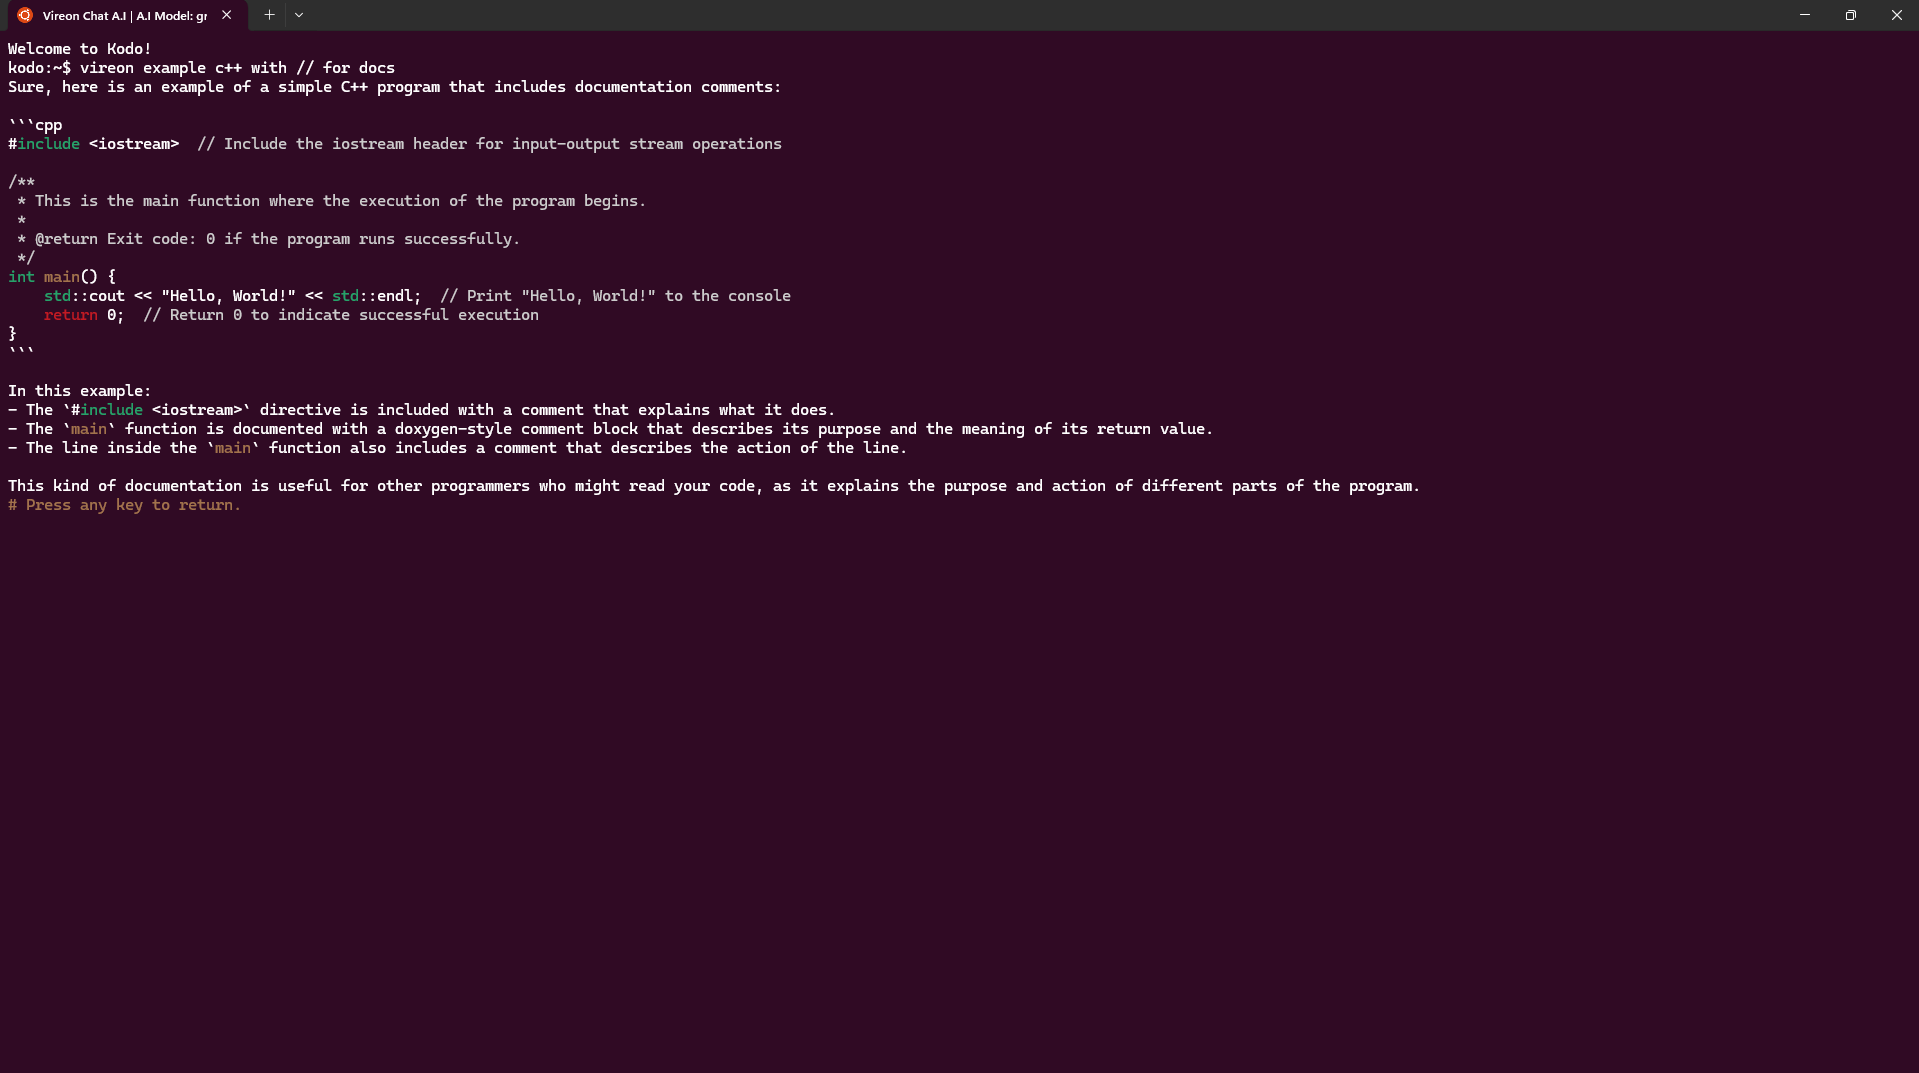 Vireon Chat A.I | A.I Model: gr
Welcome to Kodo!
kodo:~$ vireon example c++ with // for docs
Sure, here is an example of a simple C++ program that includes documentation comments:
```cpp
#include <iostream>  // Include the iostream header for input-output stream operations
/**
 * This is the main function where the execution of the program begins.
 *
 * @return Exit code: 0 if the program runs successfully.
 */
int main() {
    std::cout << "Hello, World!" << std::endl;  // Print "Hello, World!" to the console
    return 0;  // Return 0 to indicate successful execution
}
```
In this example:
- The `#include <iostream>` directive is included with a comment that explains what it does.
- The `main` function is documented with a doxygen-style comment block that describes its purpose and the meaning of its return value.
- The line inside the `main` function also includes a comment that describes the action of the line.
This kind of documentation is useful for other programmers who might read your code, as it explains the purpose and action of different parts of the program.
# Press any key to return.